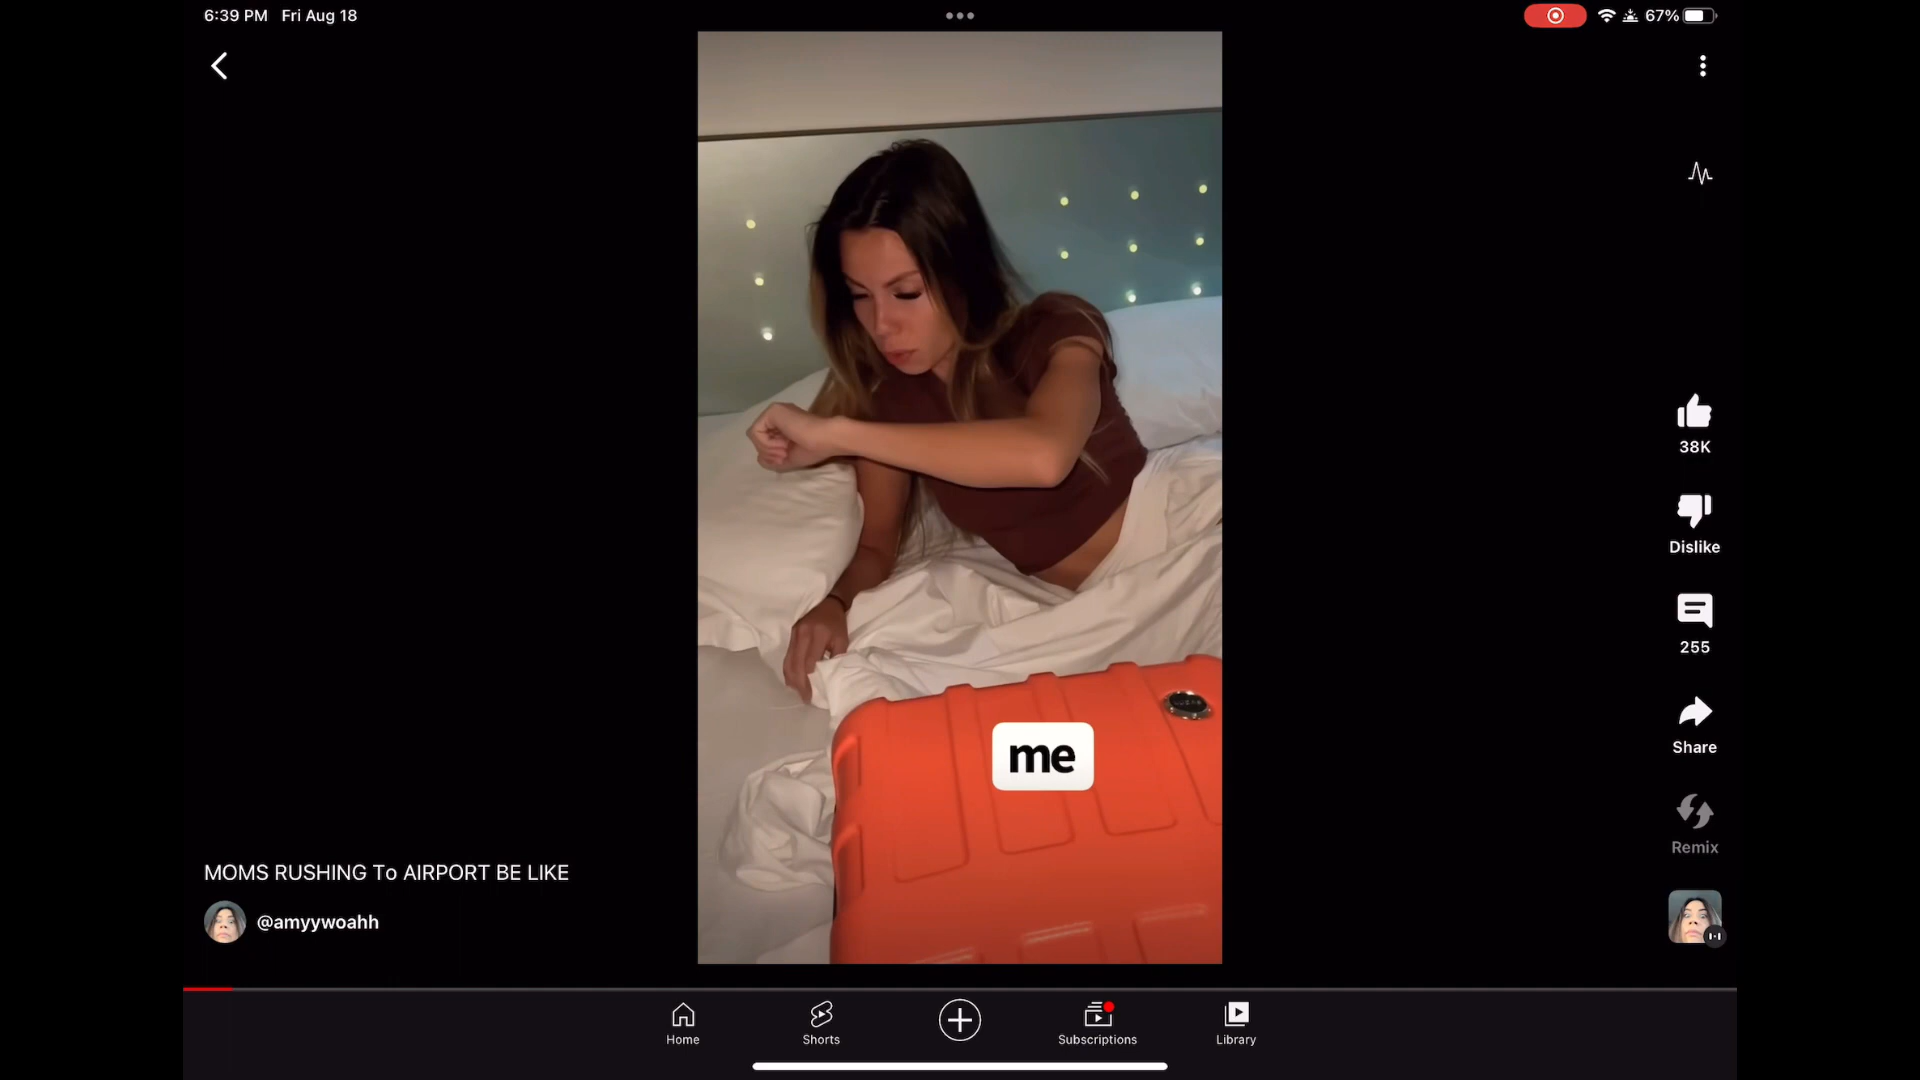 6:39 PM Fri Aug 18
67%
me
38K
Dislike
255
Share
Remix
MOMS RUSHING To AIRPORT BE LIKE
@amyywoahh
Home
Shorts
Subscriptions
Library